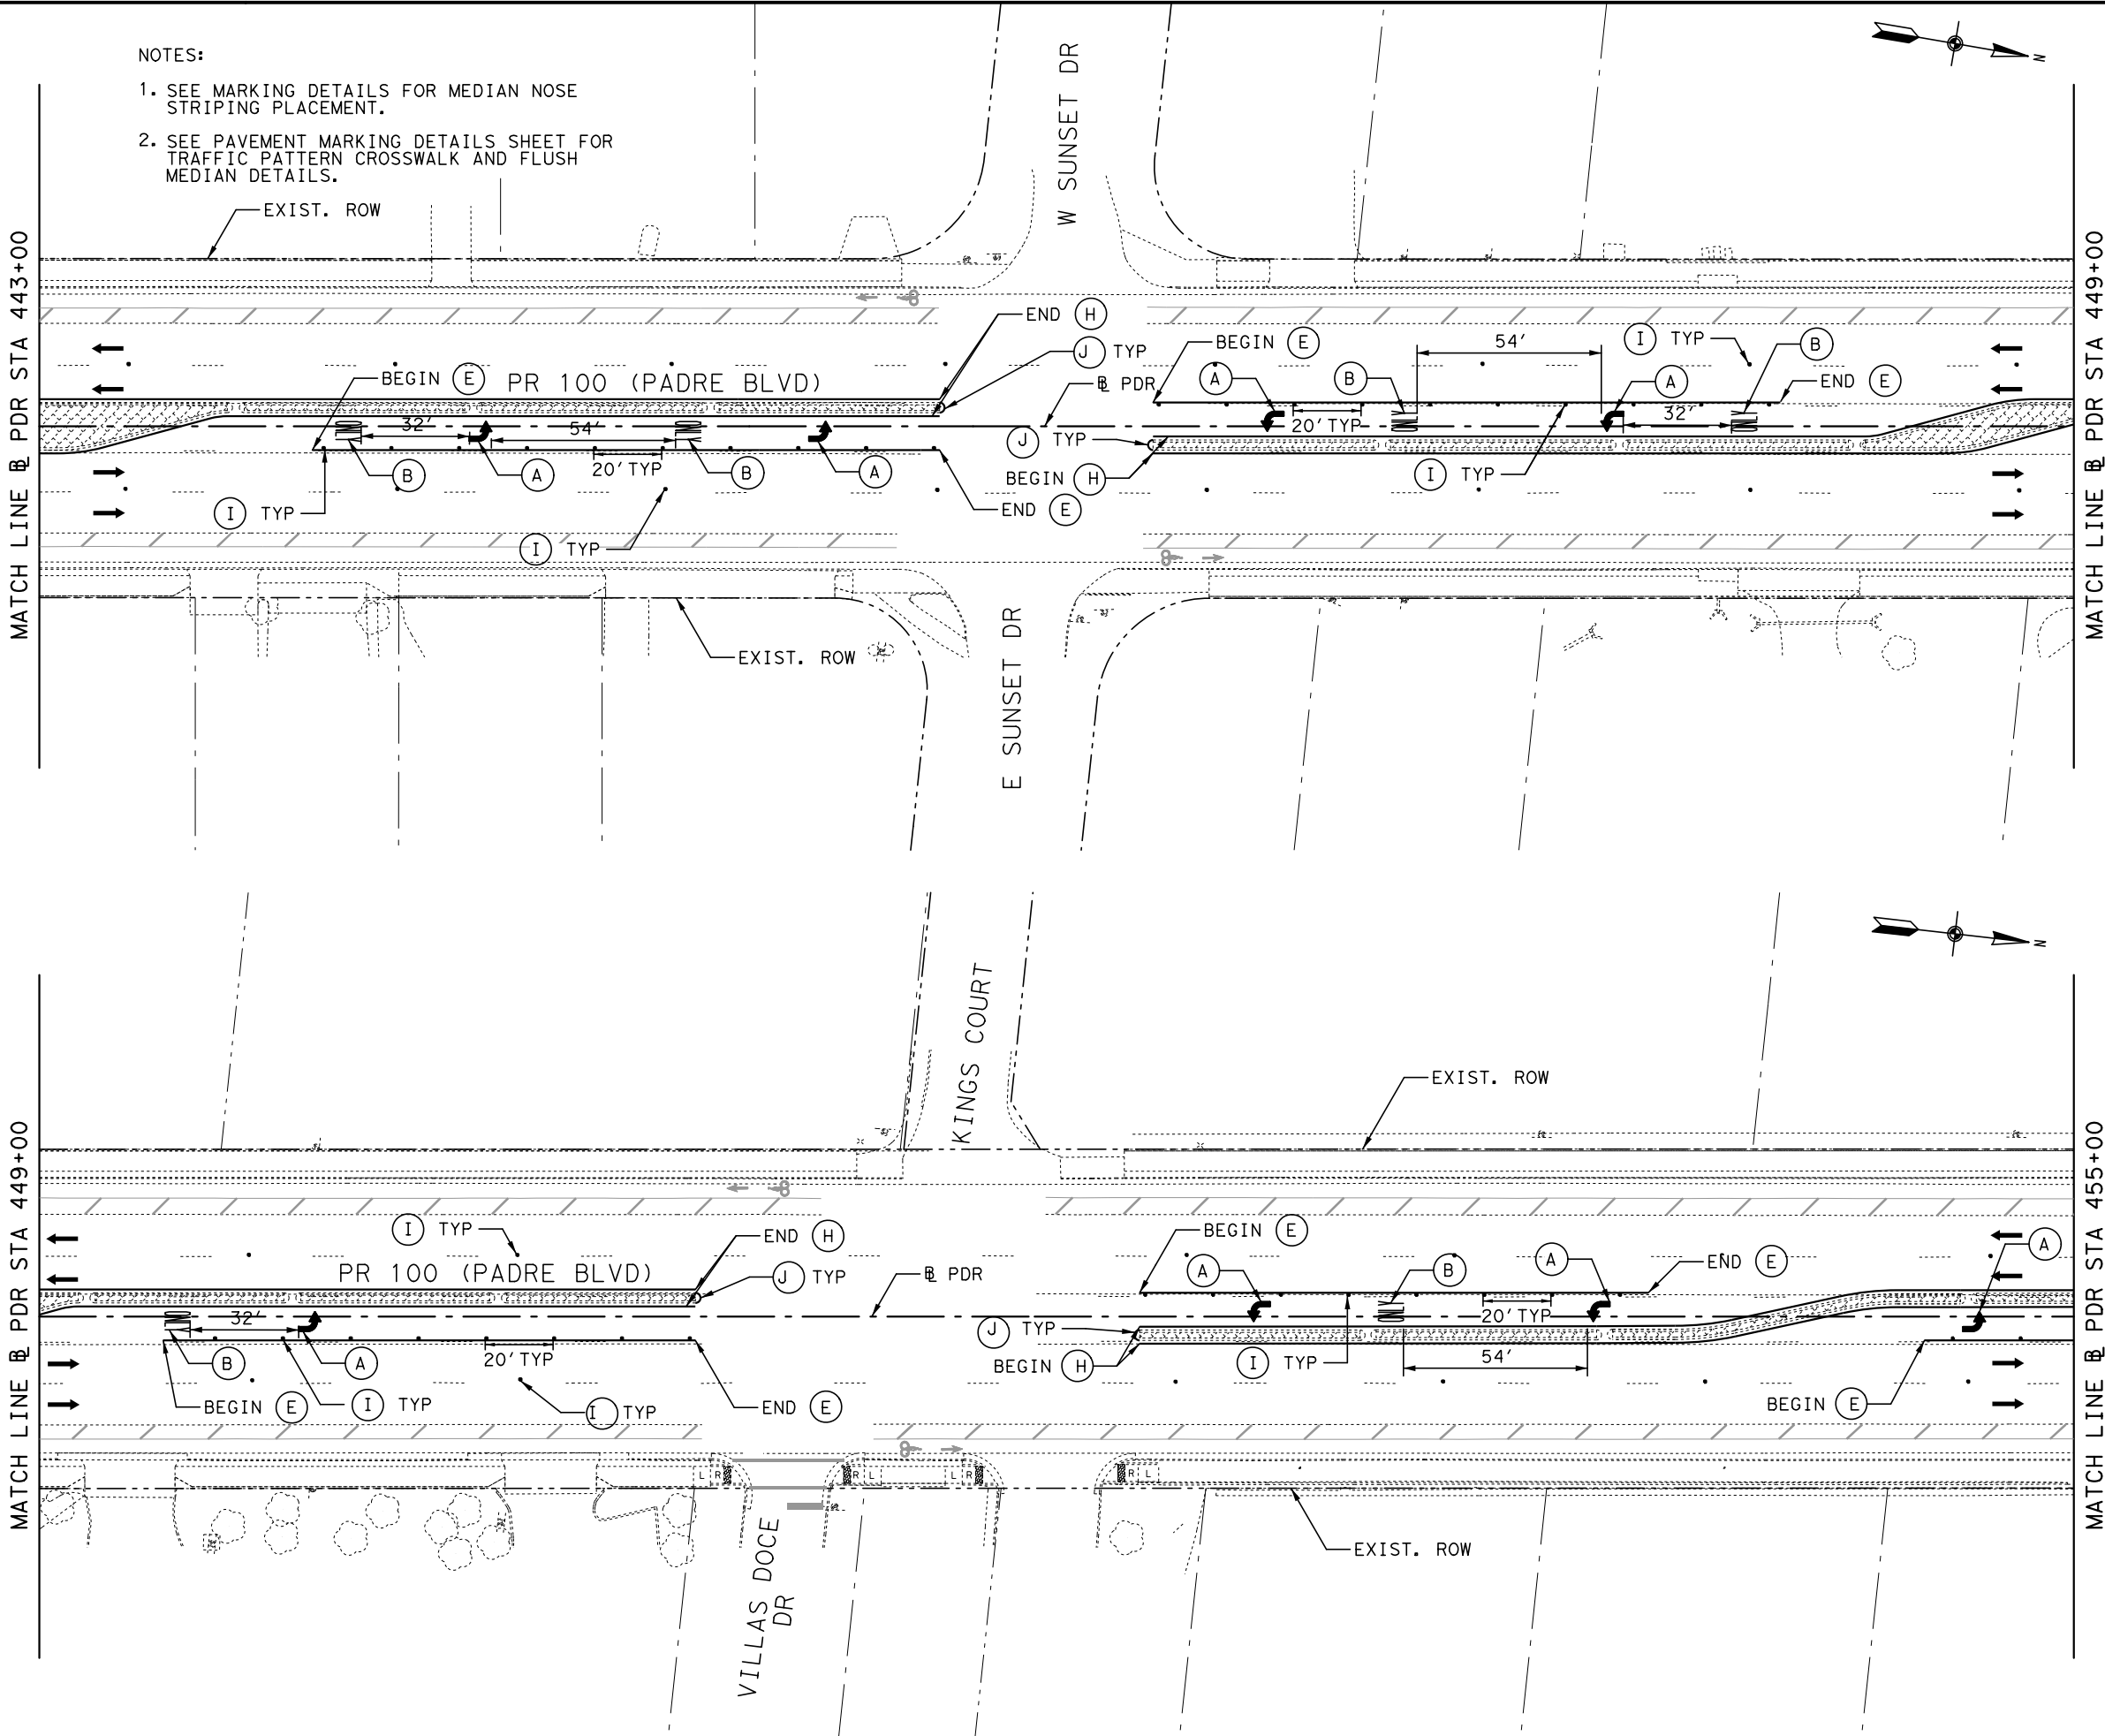 NOTES:
1. SEE MARKING DETAILS FOR MEDIAN NOSE
STRIPING PLACEMENT.
2. SEE PAVEMENT MARKING DETAILS SHEET FOR
TRAFFIC PATTERN CROSSWALK AND FLUSH
MEDIAN DETAILS.
W SUNSET DR
N
EXIST. ROW
MATCH LINE ℄ PDR STA 443+00
MATCH LINE ℄ PDR STA 449+00
END H
J TYP
BEGIN E
PR 100 (PADRE BLVD)
℄ PDR
BEGIN E
A
B
54'
I TYP
A
B
END E
32'
54'
20' TYP
32'
J TYP
BEGIN H
END E
B
A
20' TYP
B
A
I TYP
I TYP
I TYP
EXIST. ROW
E SUNSET DR
N
KINGS COURT
EXIST. ROW
MATCH LINE ℄ PDR STA 449+00
MATCH LINE ℄ PDR STA 455+00
I TYP
END H
J TYP
PR 100 (PADRE BLVD)
℄ PDR
BEGIN E
A
B
A
END E
A
32'
20' TYP
20' TYP
54'
J TYP
BEGIN H
I TYP
B
A
BEGIN E
I TYP
I TYP
END E
BEGIN E
L R
R L
L R
R L
VILLAS DOCE
DR
EXIST. ROW